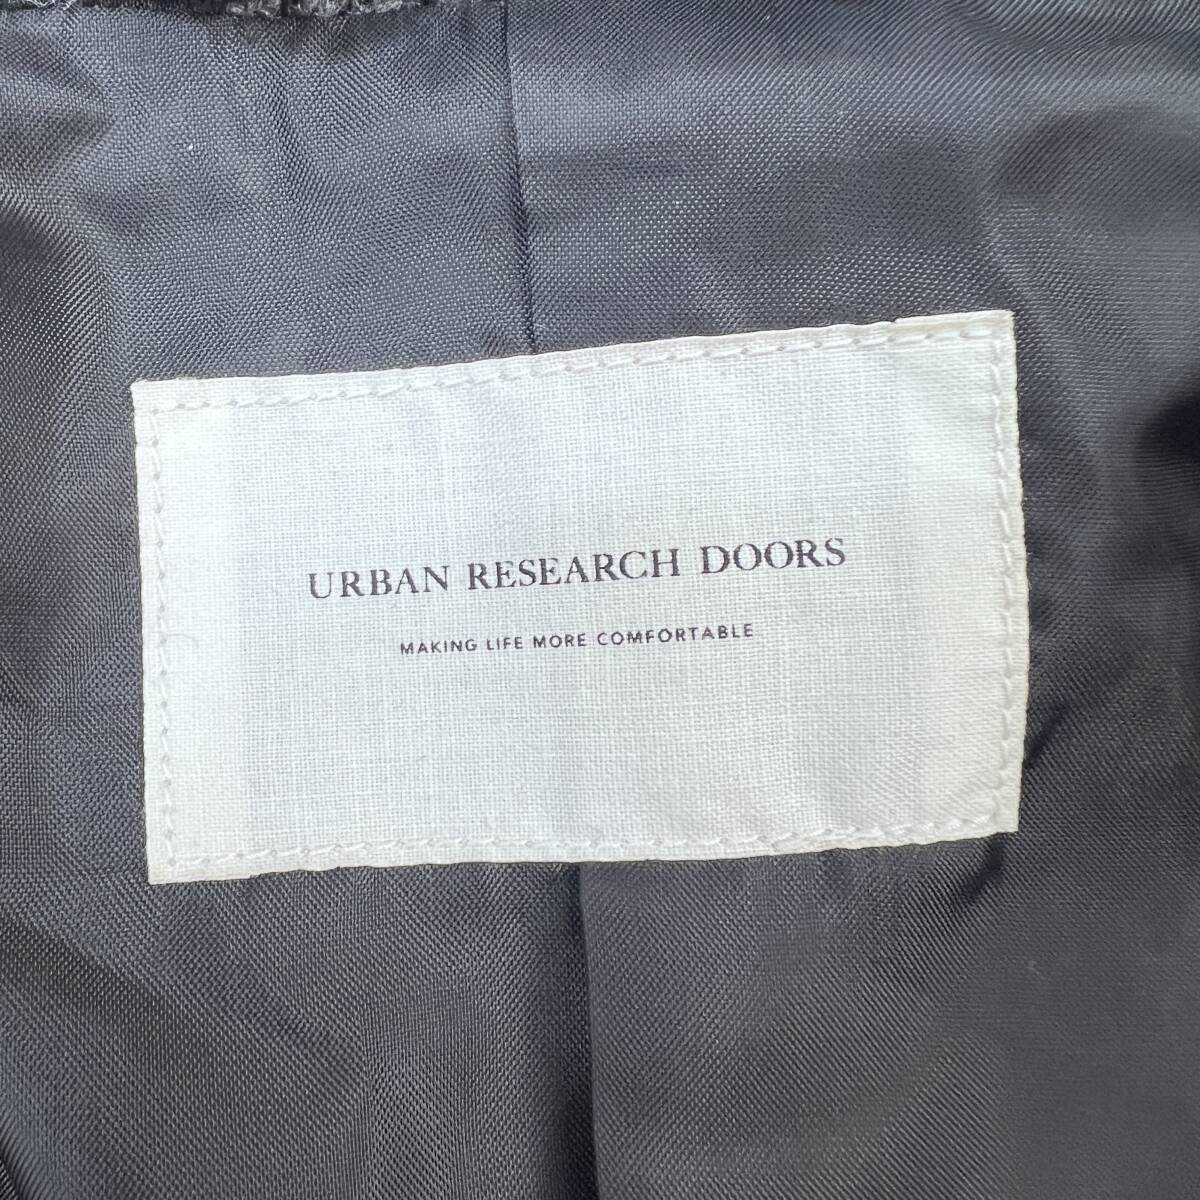 URBAN RESEARCH DOORS
MAKING LIFE MORE COMFORTABLE